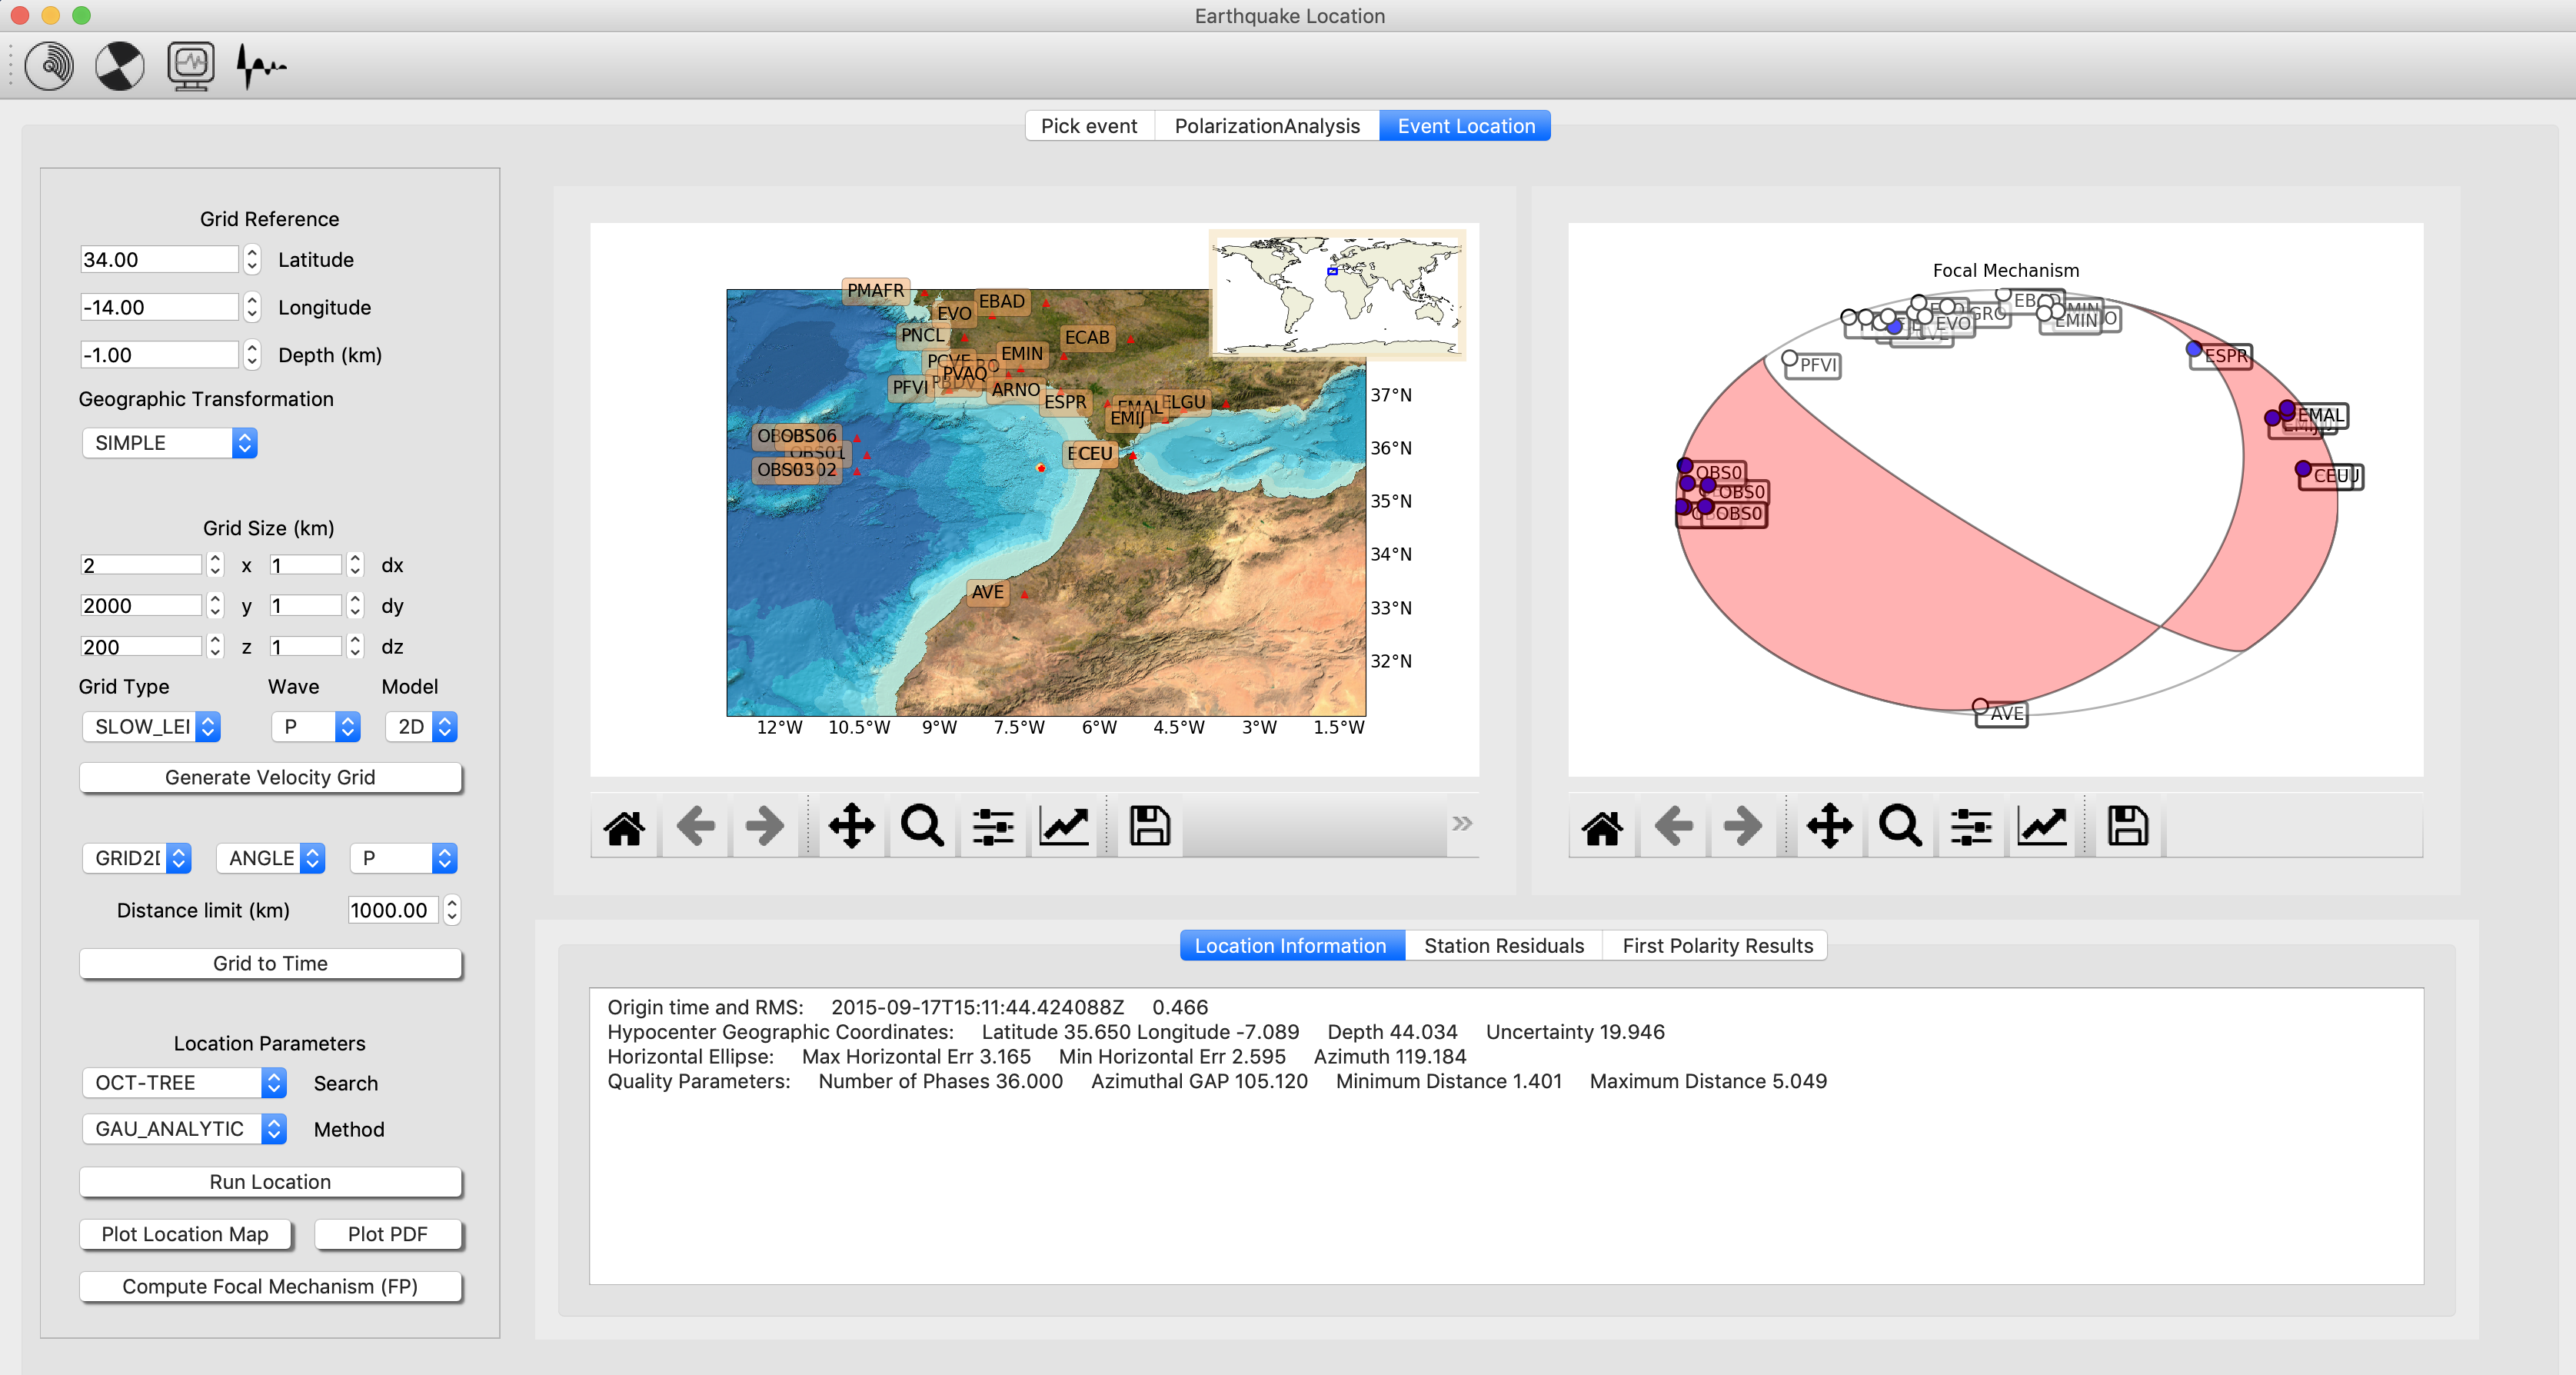 Earthquake Location
Pick event
PolarizationAnalysis
Event Location
Grid Reference
34.00 Latitude
-14.00 Longitude
-1.00 Depth (km)
Geographic Transformation
SIMPLE
Grid Size (km)
2 x 1 dx
2000 y 1 dy
200 z 1 dz
Grid Type Wave Model
SLOW_LEI P 2D
Generate Velocity Grid
GRID2D ANGLE P
Distance limit (km) 1000.00
Grid to Time
Location Parameters
OCT-TREE Search
GAU_ANALYTIC Method
Run Location
Plot Location Map Plot PDF
Compute Focal Mechanism (FP)
PMAFR
EBAD
EVO
PNCL
ECAB
EMIN
PCVE
PVAQ
PFVI
ARNO
ESPR
EMAL
ELGU
EMIJ
OBS06
OBS01
OBS03
CEU
AVE
37°N
36°N
35°N
34°N
33°N
32°N
12°W 10.5°W 9°W 7.5°W 6°W 4.5°W 3°W 1.5°W
Focal Mechanism
EVO
EMIN
PFVI
ESPR
EMAL
OBS0
OBS0
OBS0
AVE
Location Information
Station Residuals
First Polarity Results
Origin time and RMS: 2015-09-17T15:11:44.424088Z 0.466
Hypocenter Geographic Coordinates: Latitude 35.650 Longitude -7.089 Depth 44.034 Uncertainty 19.946
Horizontal Ellipse: Max Horizontal Err 3.165 Min Horizontal Err 2.595 Azimuth 119.184
Quality Parameters: Number of Phases 36.000 Azimuthal GAP 105.120 Minimum Distance 1.401 Maximum Distance 5.049